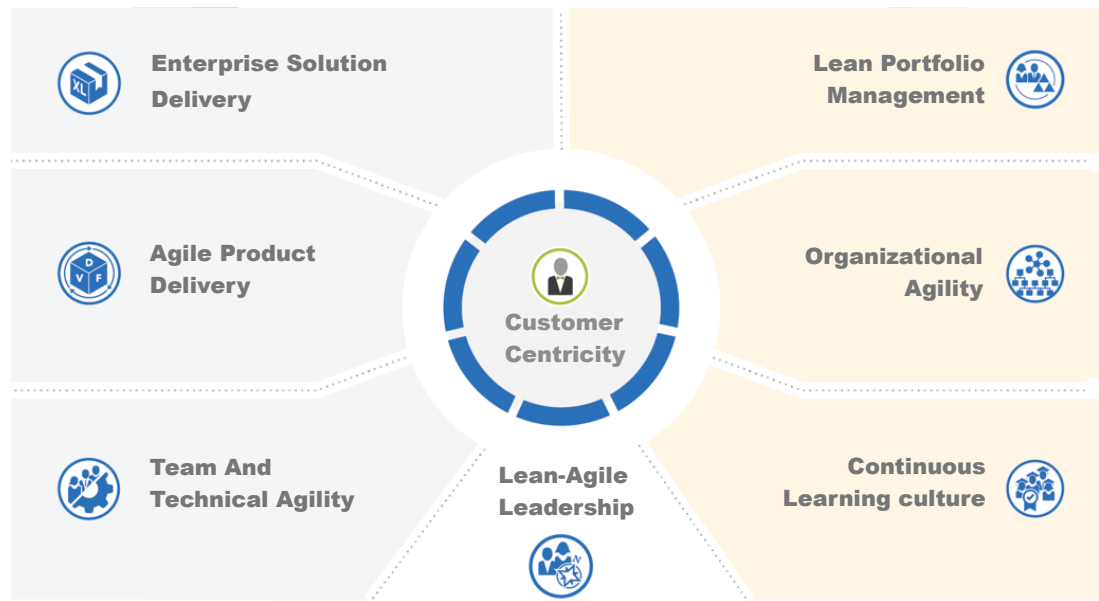 Enterprise Solution
Delivery
XL
Lean Portfolio
Management
Agile Product
Delivery
D
V F
Organizational
Agility
Customer
Centricity
Team And
Technical Agility
Lean-Agile
Leadership
N
Continuous
Learning culture